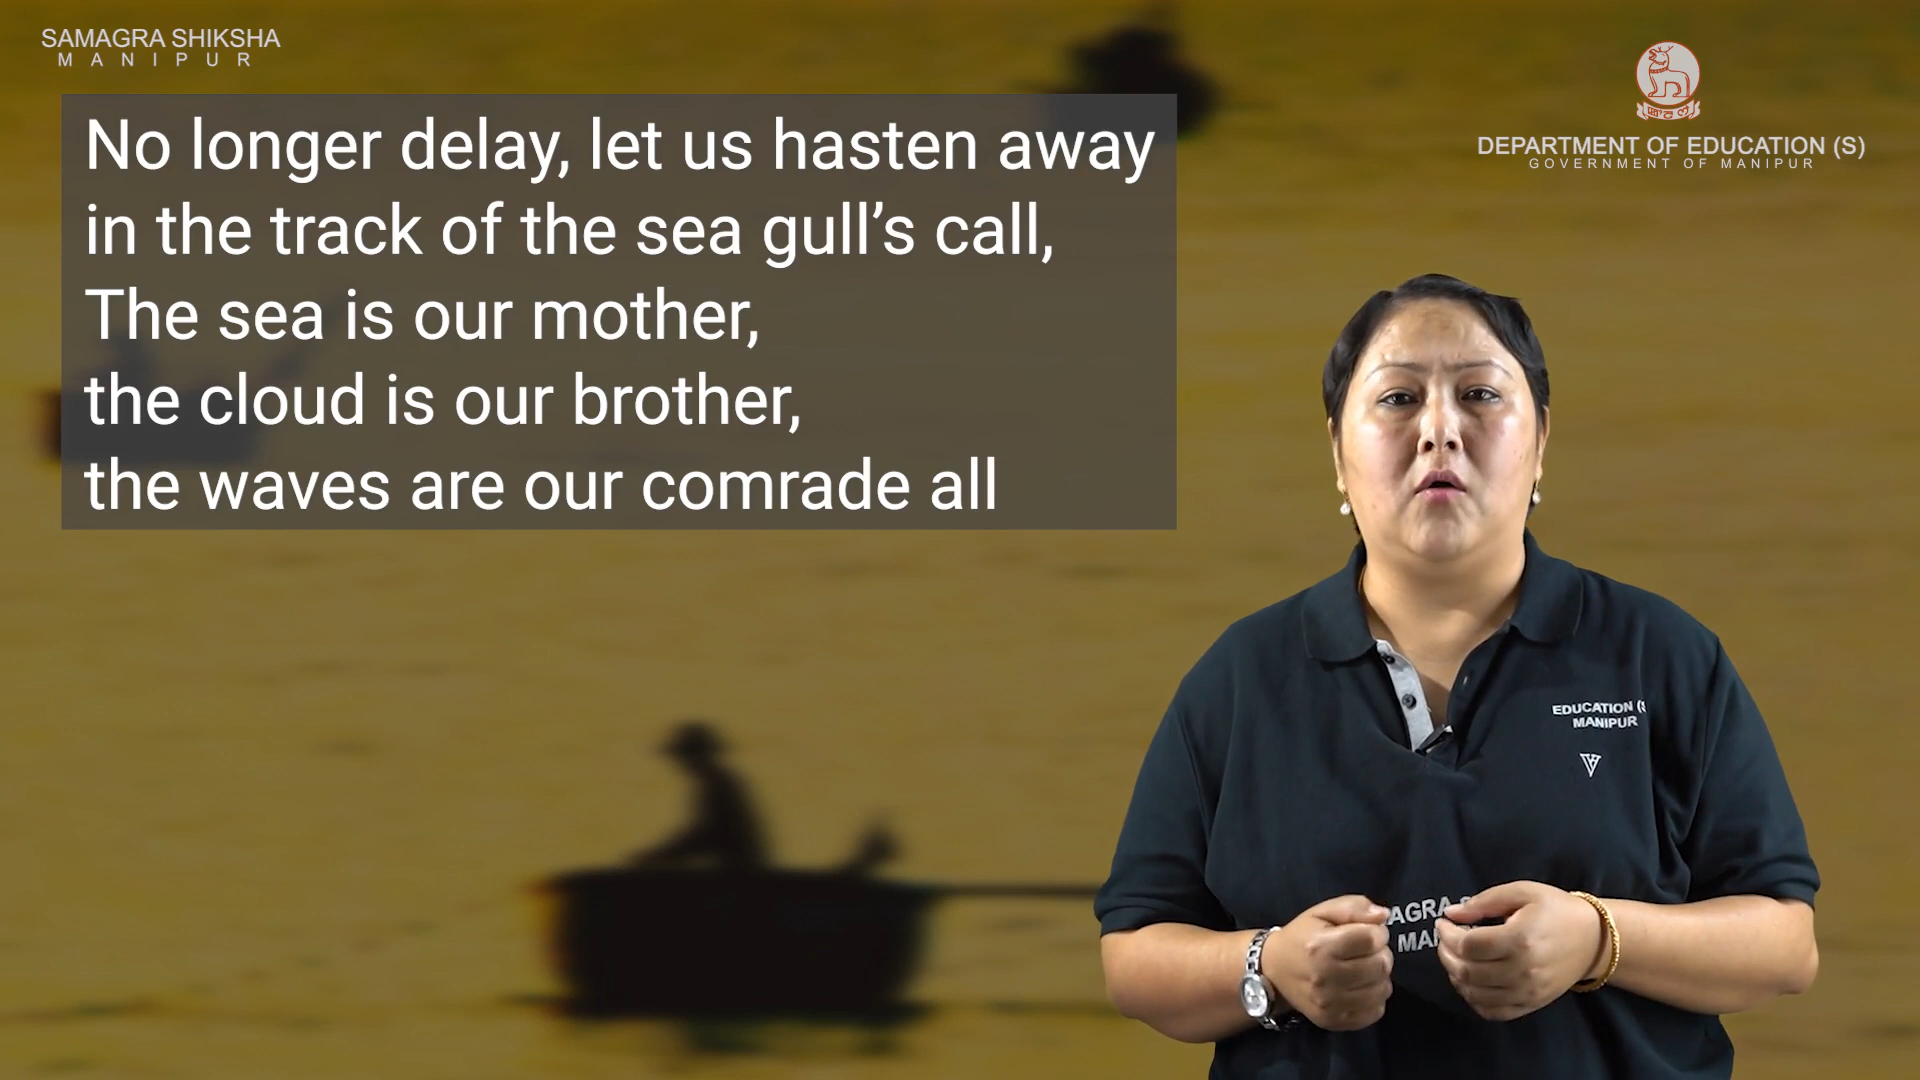 SAMAGRA SHIKSHA
MANIPUR
DEPARTMENT OF EDUCATION (S)
GOVERNMENT OF MANIPUR
No longer delay, let us hasten away
in the track of the sea gull’s call,
The sea is our mother,
the cloud is our brother,
the waves are our comrade all
EDUCATION (S
MANIPUR
AGRA S
MA